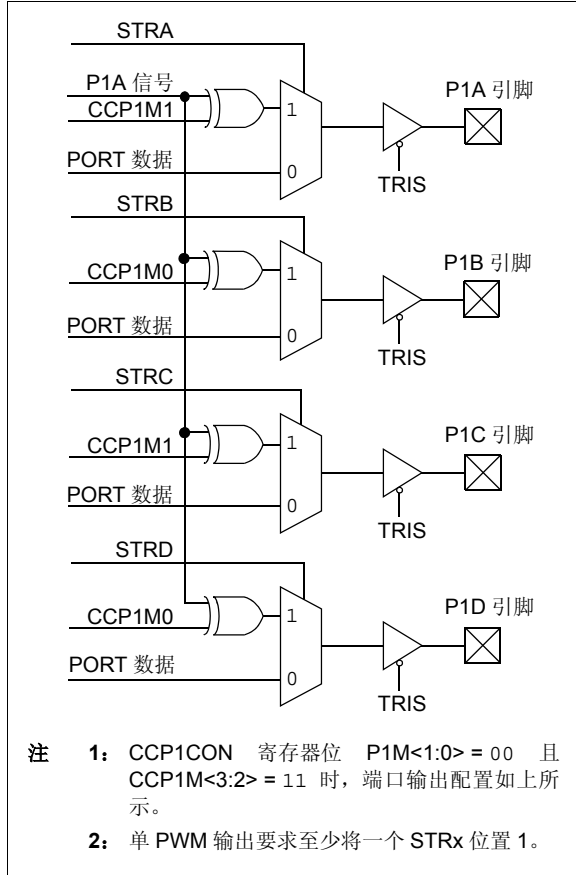 STRA
P1A 信号
CCP1M1
PORT 数据
1
0
TRIS
P1A 引脚
STRB
CCP1M0
PORT 数据
1
0
TRIS
P1B 引脚
STRC
CCP1M1
PORT 数据
1
0
TRIS
P1C 引脚
STRD
CCP1M0
PORT 数据
1
0
TRIS
P1D 引脚
注 1： CCP1CON 寄存器位 P1M<1:0> = 00 且
CCP1M<3:2> = 11 时，端口输出配置如上所
示。
2： 单 PWM 输出要求至少将一个 STRx 位置 1。